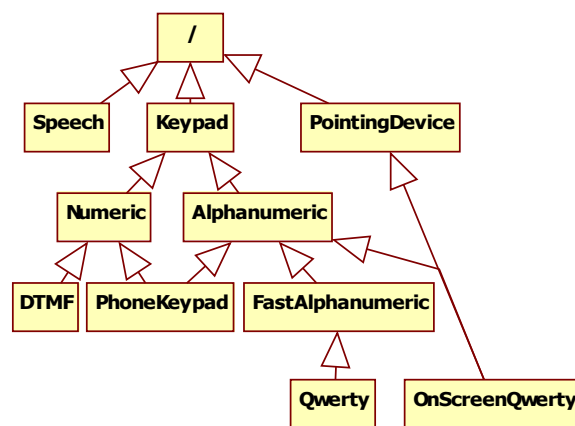 /
Speech
Keypad
PointingDevice
Numeric
Alphanumeric
DTMF
PhoneKeypad
FastAlphanumeric
Qwerty
OnScreenQwerty